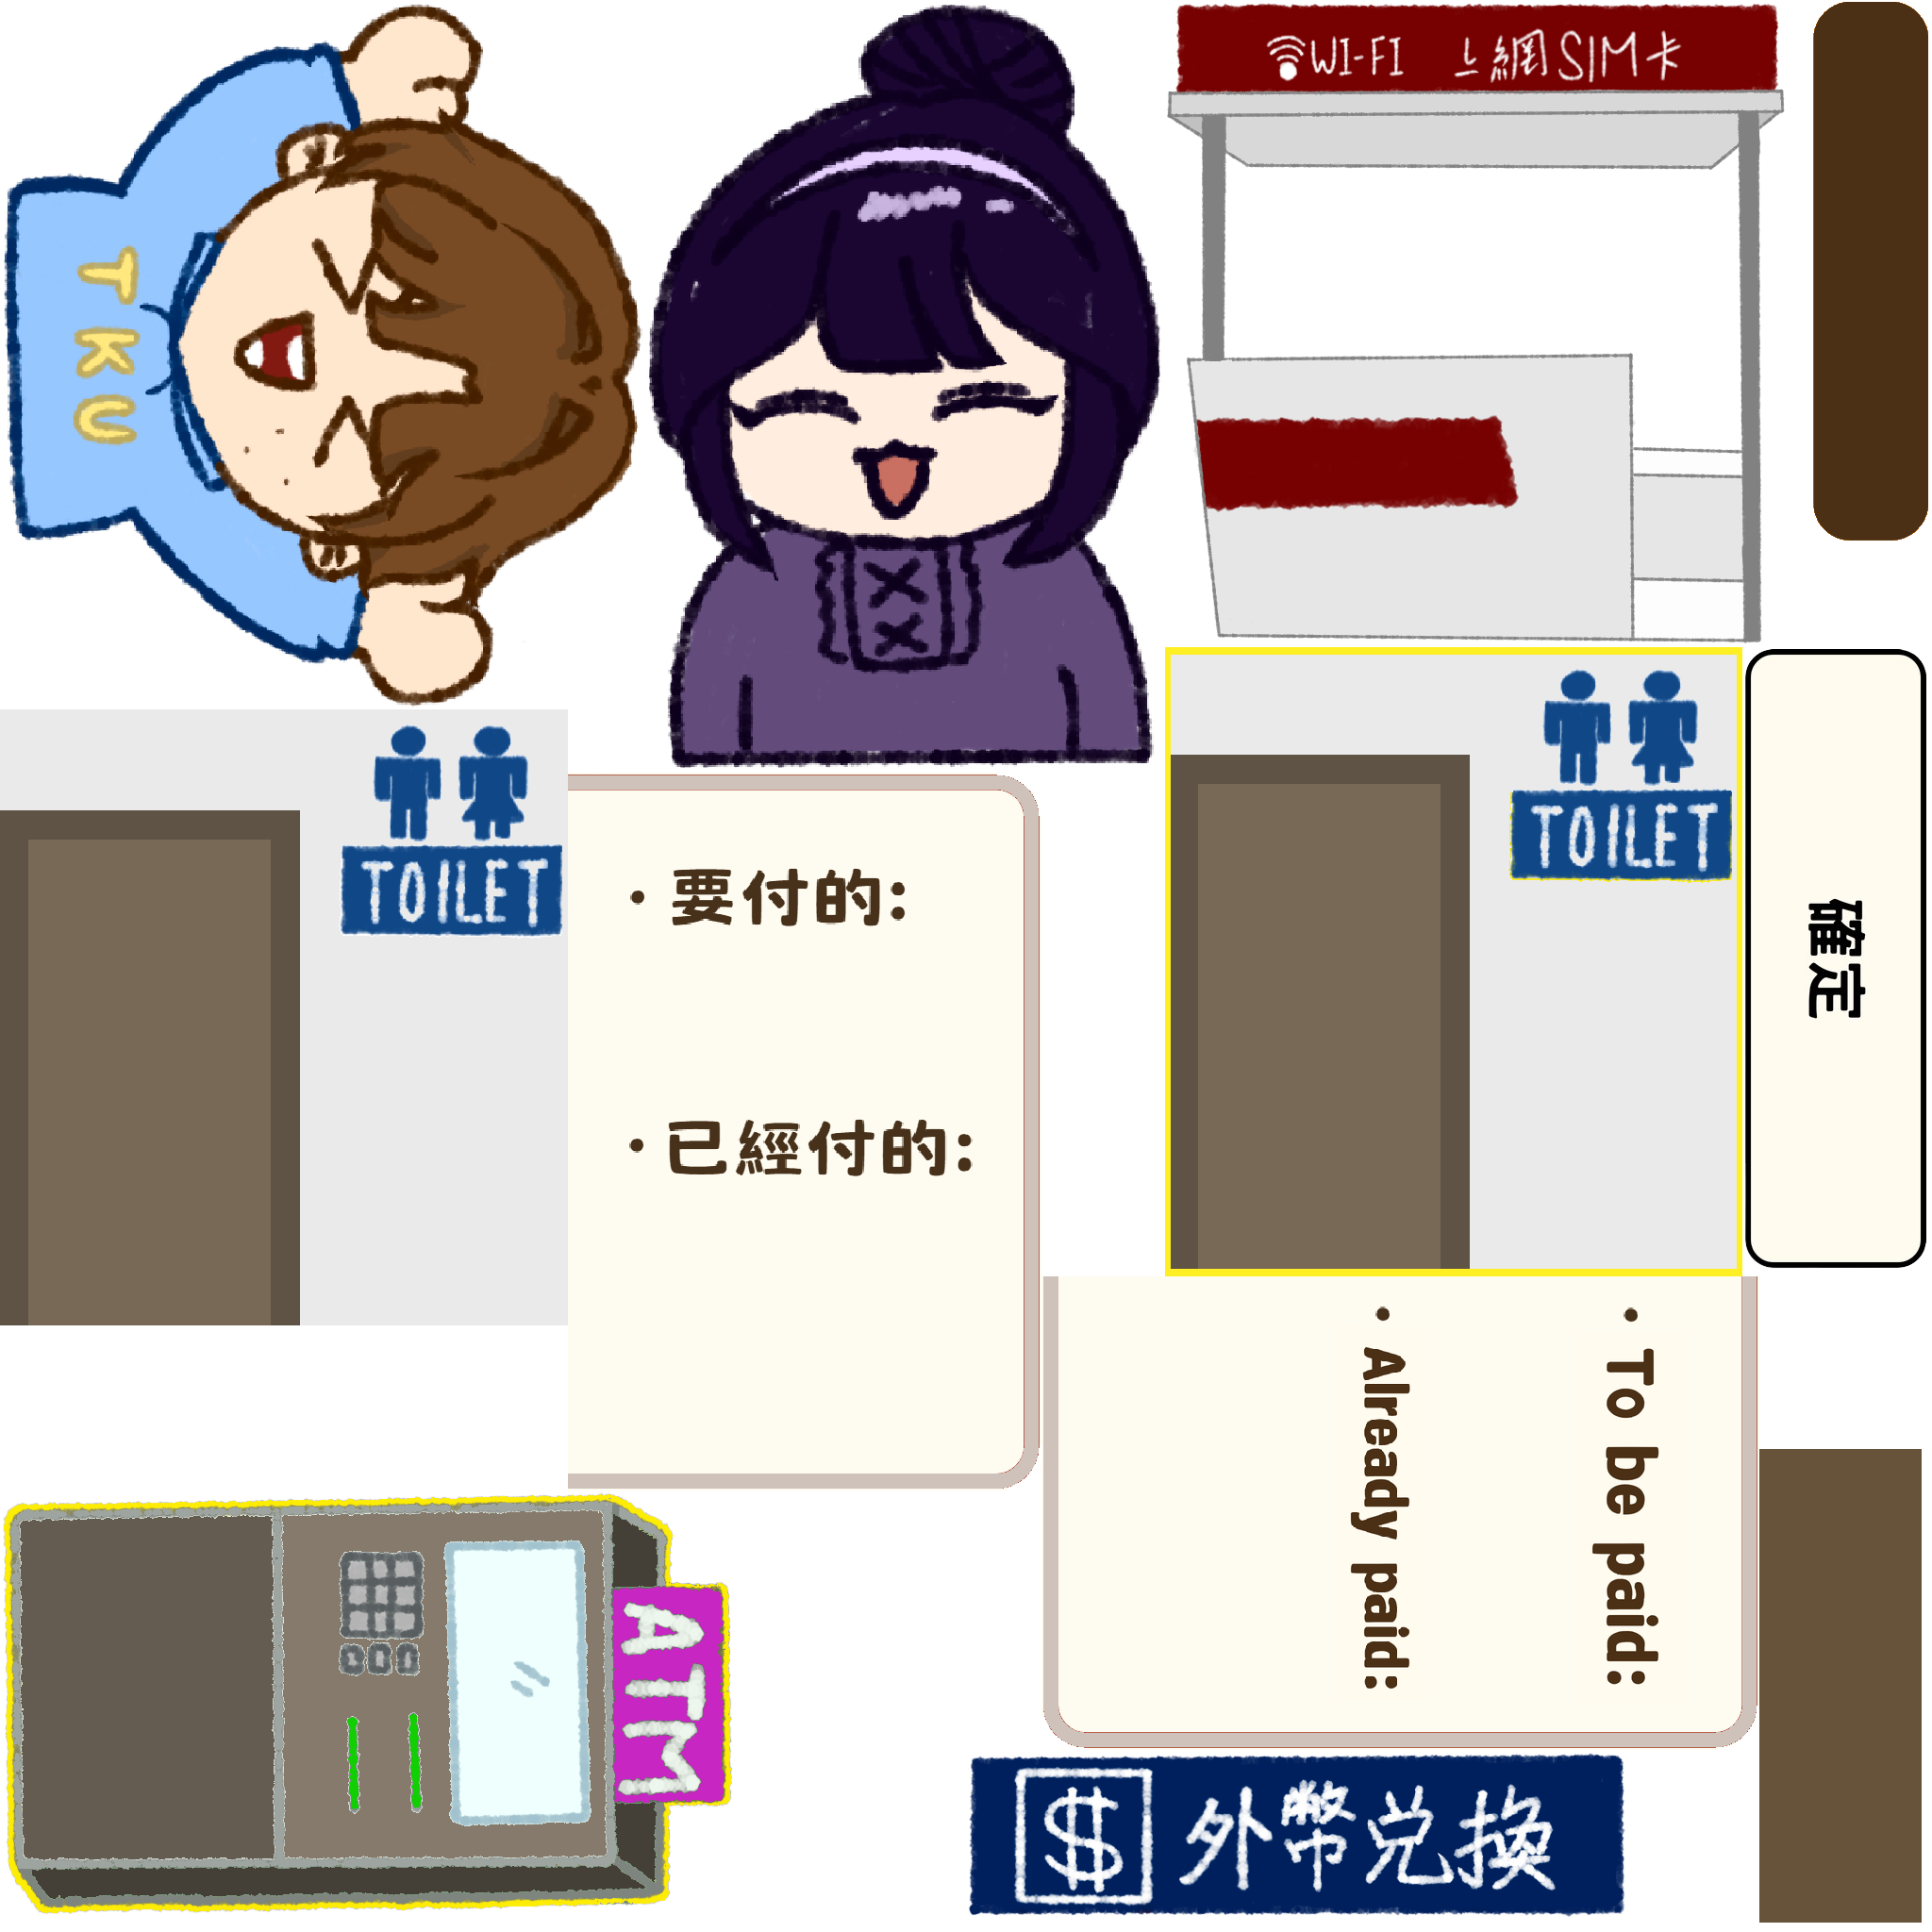 TKU
WI-FI 上網SIM卡
TOILET
TOILET
・要付的:
・已經付的:
確定
・To be paid:
・Already paid:
ATM
$ 外幣兌換